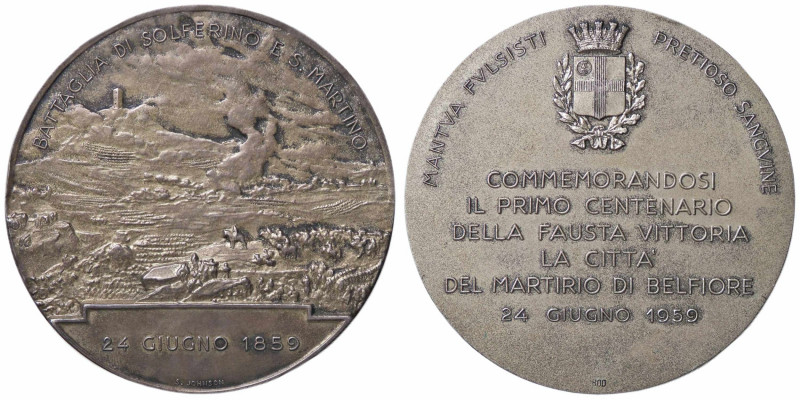 BATTAGLIA DI SOLFERINO E S. MARTINO
24 GIUGNO 1859
S. JOHNSON
MANTVA FVLSISTI PRETIOSO SANGVINE
COMMEMORANDOSI
IL PRIMO CENTENARIO
DELLA FAUSTA VITTORIA
LA CITTA'
DEL MARTIRIO DI BELFIORE
24 GIUGNO 1959
800